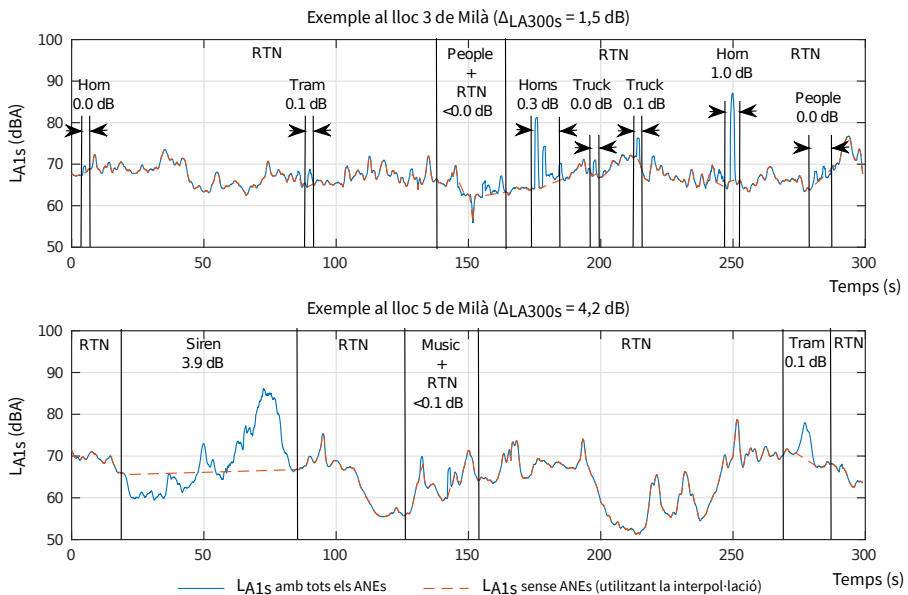 Exemple al lloc 3 de Milà (ΔLA300s = 1,5 dB)
100
90
80
70
60
50
LA1s (dBA)
RTN
People
+
RTN
<0.0 dB
RTN
Horn
1.0 dB
RTN
Horn
0.0 dB
Tram
0.1 dB
Horns
0.3 dB
Truck
0.0 dB
Truck
0.1 dB
People
0.0 dB
0 50 100 150 200 250 300
Temps (s)
Exemple al lloc 5 de Milà (ΔLA300s = 4,2 dB)
100
90
80
70
60
50
LA1s (dBA)
RTN
Siren
3.9 dB
RTN
Music
+
RTN
<0.1 dB
RTN
Tram
0.1 dB
RTN
0 50 100 150 200 250 300
Temps (s)
LA1s amb tots els ANEs
LA1s sense ANEs (utilitzant la interpol·lació)